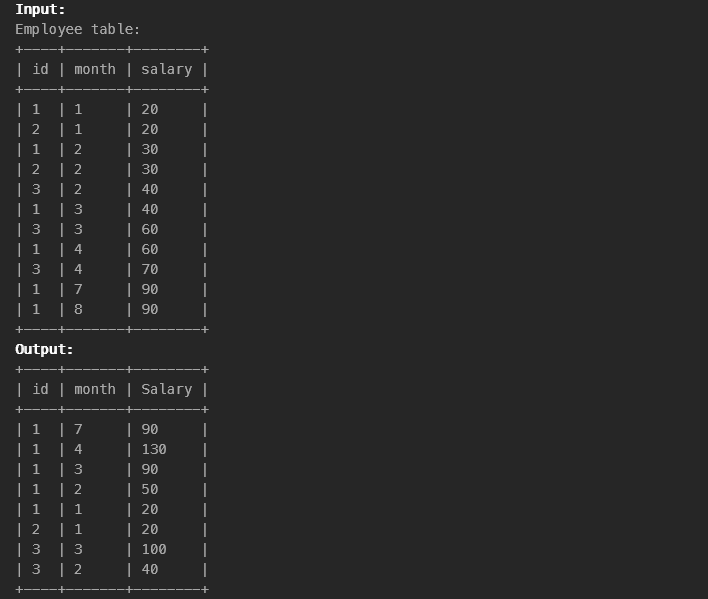 Input:
Employee table:
+----+-------+--------+
| id | month | salary |
+----+-------+--------+
| 1  | 1     | 20     |
| 2  | 1     | 20     |
| 1  | 2     | 30     |
| 2  | 2     | 30     |
| 3  | 2     | 40     |
| 1  | 3     | 40     |
| 3  | 3     | 60     |
| 1  | 4     | 60     |
| 3  | 4     | 70     |
| 1  | 7     | 90     |
| 1  | 8     | 90     |
+----+-------+--------+
Output:
+----+-------+--------+
| id | month | Salary |
+----+-------+--------+
| 1  | 7     | 90     |
| 1  | 4     | 130    |
| 1  | 3     | 90     |
| 1  | 2     | 50     |
| 1  | 1     | 20     |
| 2  | 1     | 20     |
| 3  | 3     | 100    |
| 3  | 2     | 40     |
+----+-------+--------+